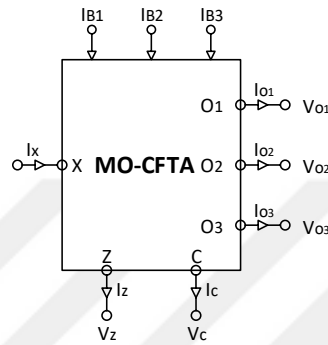 IB1 IB2 IB3
O1 Io1 Vo1
Ix X MO-CFTA O2 Io2 Vo2
O3 Io3 Vo3
Z C
Iz Ic
Vz Vc